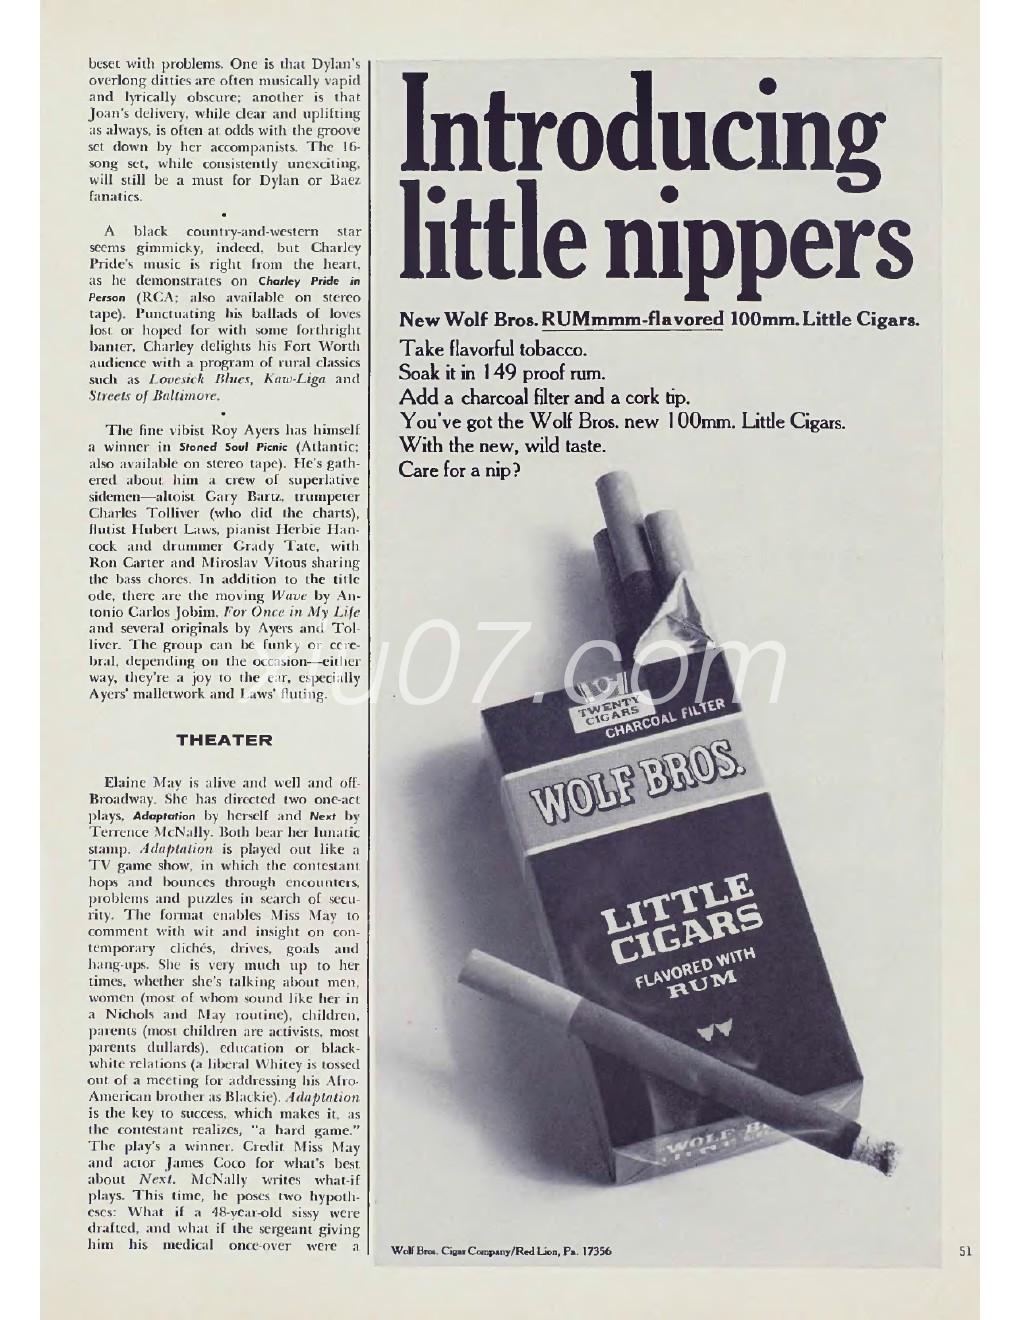 beset with problems. One is that Dylan's
overlong ditties are often musically vapid
and lyrically obscure; another is that
Joan's delivery, while clear and uplifting
as always, is often at odds with the groove
set down by her accompanists. The 16-
song set, while consistently unexciting,
will still be a must for Dylan or Baez
fanatics.
•
A black country-and-western star
seems gimmicky, indeed, but Charley
Pride's music is right from the heart,
as he demonstrates on Charley Pride in
Person (RCA; also available on stereo
tape). Punctuating his ballads of loves
lost or hoped for with some forthright
banter, Charley delights his Fort Worth
audience with a program of rural classics
such as Lovesick Blues, Kaw-Liga and
Streets of Baltimore.
•
The fine vibist Roy Ayers has himself
a winner in Stoned Soul Picnic (Atlantic;
also available on stereo tape). He's gath-
ered about him a crew of superlative
sidemen—altoist Gary Bartz, trumpeter
Charles Tolliver (who did the charts),
flutist Hubert Laws, pianist Herbie Han-
cock and drummer Grady Tate, with
Ron Carter and Miroslav Vitous sharing
the bass chores. In addition to the title
ode, there are the moving Wave by An-
tonio Carlos Jobim, For Once in My Life
and several originals by Ayers and Tol-
liver. The group can be funky or cere-
bral, depending on the occasion—either
way, they're a joy to the ear, especially
Ayers' malletwork and Laws' fluting.
THEATER
Elaine May is alive and well and off-
Broadway. She has directed two one-act
plays, Adaptation by herself and Next by
Terrence McNally. Both bear her lunatic
stamp. Adaptation is played out like a
TV game show, in which the contestant
hops and bounces through encounters,
problems and puzzles in search of secu-
rity. The format enables Miss May to
comment with wit and insight on con-
temporary clichés, drives, goals and
hang-ups. She is very much up to her
times, whether she's talking about men,
women (most of whom sound like her in
a Nichols and May routine), children,
parents (most children are activists, most
parents dullards), education or black-
white relations (a liberal Whitey is tossed
out of a meeting for addressing his Afro-
American brother as Blackie). Adaptation
is the key to success, which makes it, as
the contestant realizes, "a hard game."
The play's a winner. Credit Miss May
and actor James Coco for what's best
about Next. McNally writes what-if
plays. This time, he poses two hypoth-
eses: What if a 48-year-old sissy were
drafted, and what if the sergeant giving
him his medical once-over were a
Introducing
little nippers
New Wolf Bros. RUMmmm-flavored 100mm. Little Cigars.
Take flavorful tobacco.
Soak it in 149 proof rum.
Add a charcoal filter and a cork tip.
You've got the Wolf Bros. new 100mm. Little Cigars.
With the new, wild taste.
Care for a nip?
TWENTY
CIGARS
CHARCOAL FILTER
WOLF BROS.
LITTLE
CIGARS
FLAVORED WITH
RUM
WOLF B
Wolf Bros. Cigar Company/Red Lion, Pa. 17356
51
xiu07.com